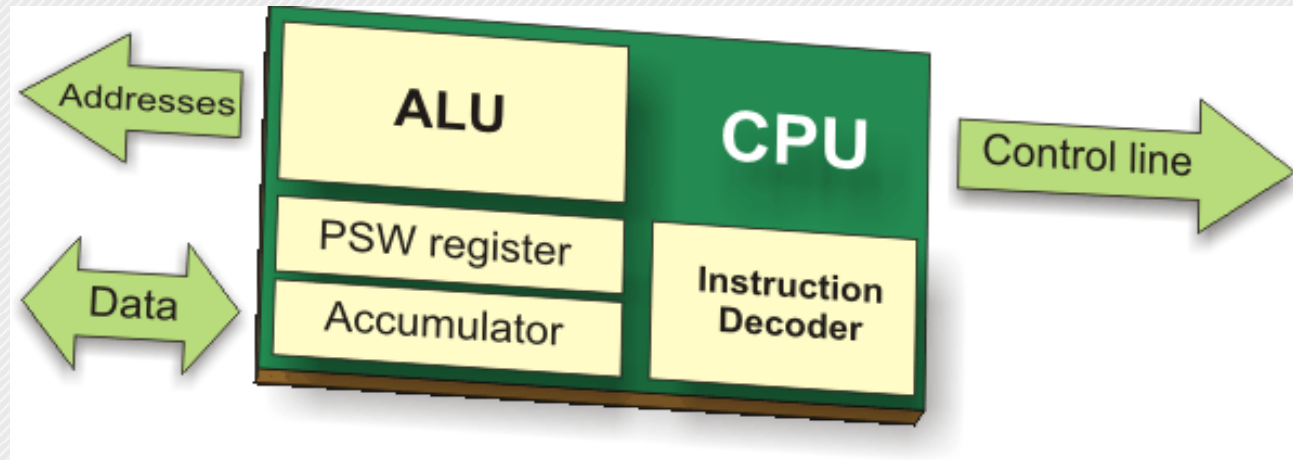 Addresses
ALU
CPU
Control line
PSW register
Data
Accumulator
Instruction
Decoder